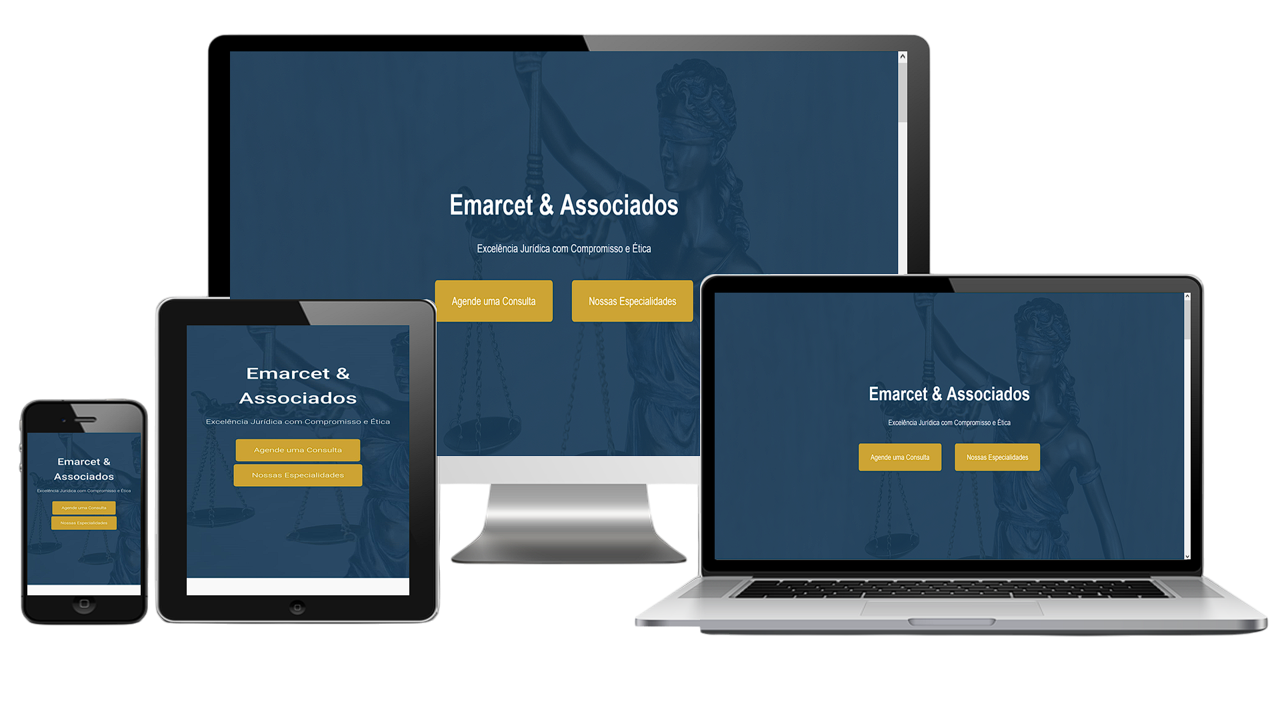 Emarcet & Associados
Excelência Jurídica com Compromisso e Ética
Agende uma Consulta
Nossas Especialidades
Emarcet &
Associados
Excelência Jurídica com Compromisso e Ética
Agende uma Consulta
Nossas Especialidades
Emarcet &
Associados
Excelência Jurídica com Compromisso e Ética
Agende uma Consulta
Nossas Especialidades
Emarcet & Associados
Excelência Jurídica com Compromisso e Ética
Agende uma Consulta
Nossas Especialidades